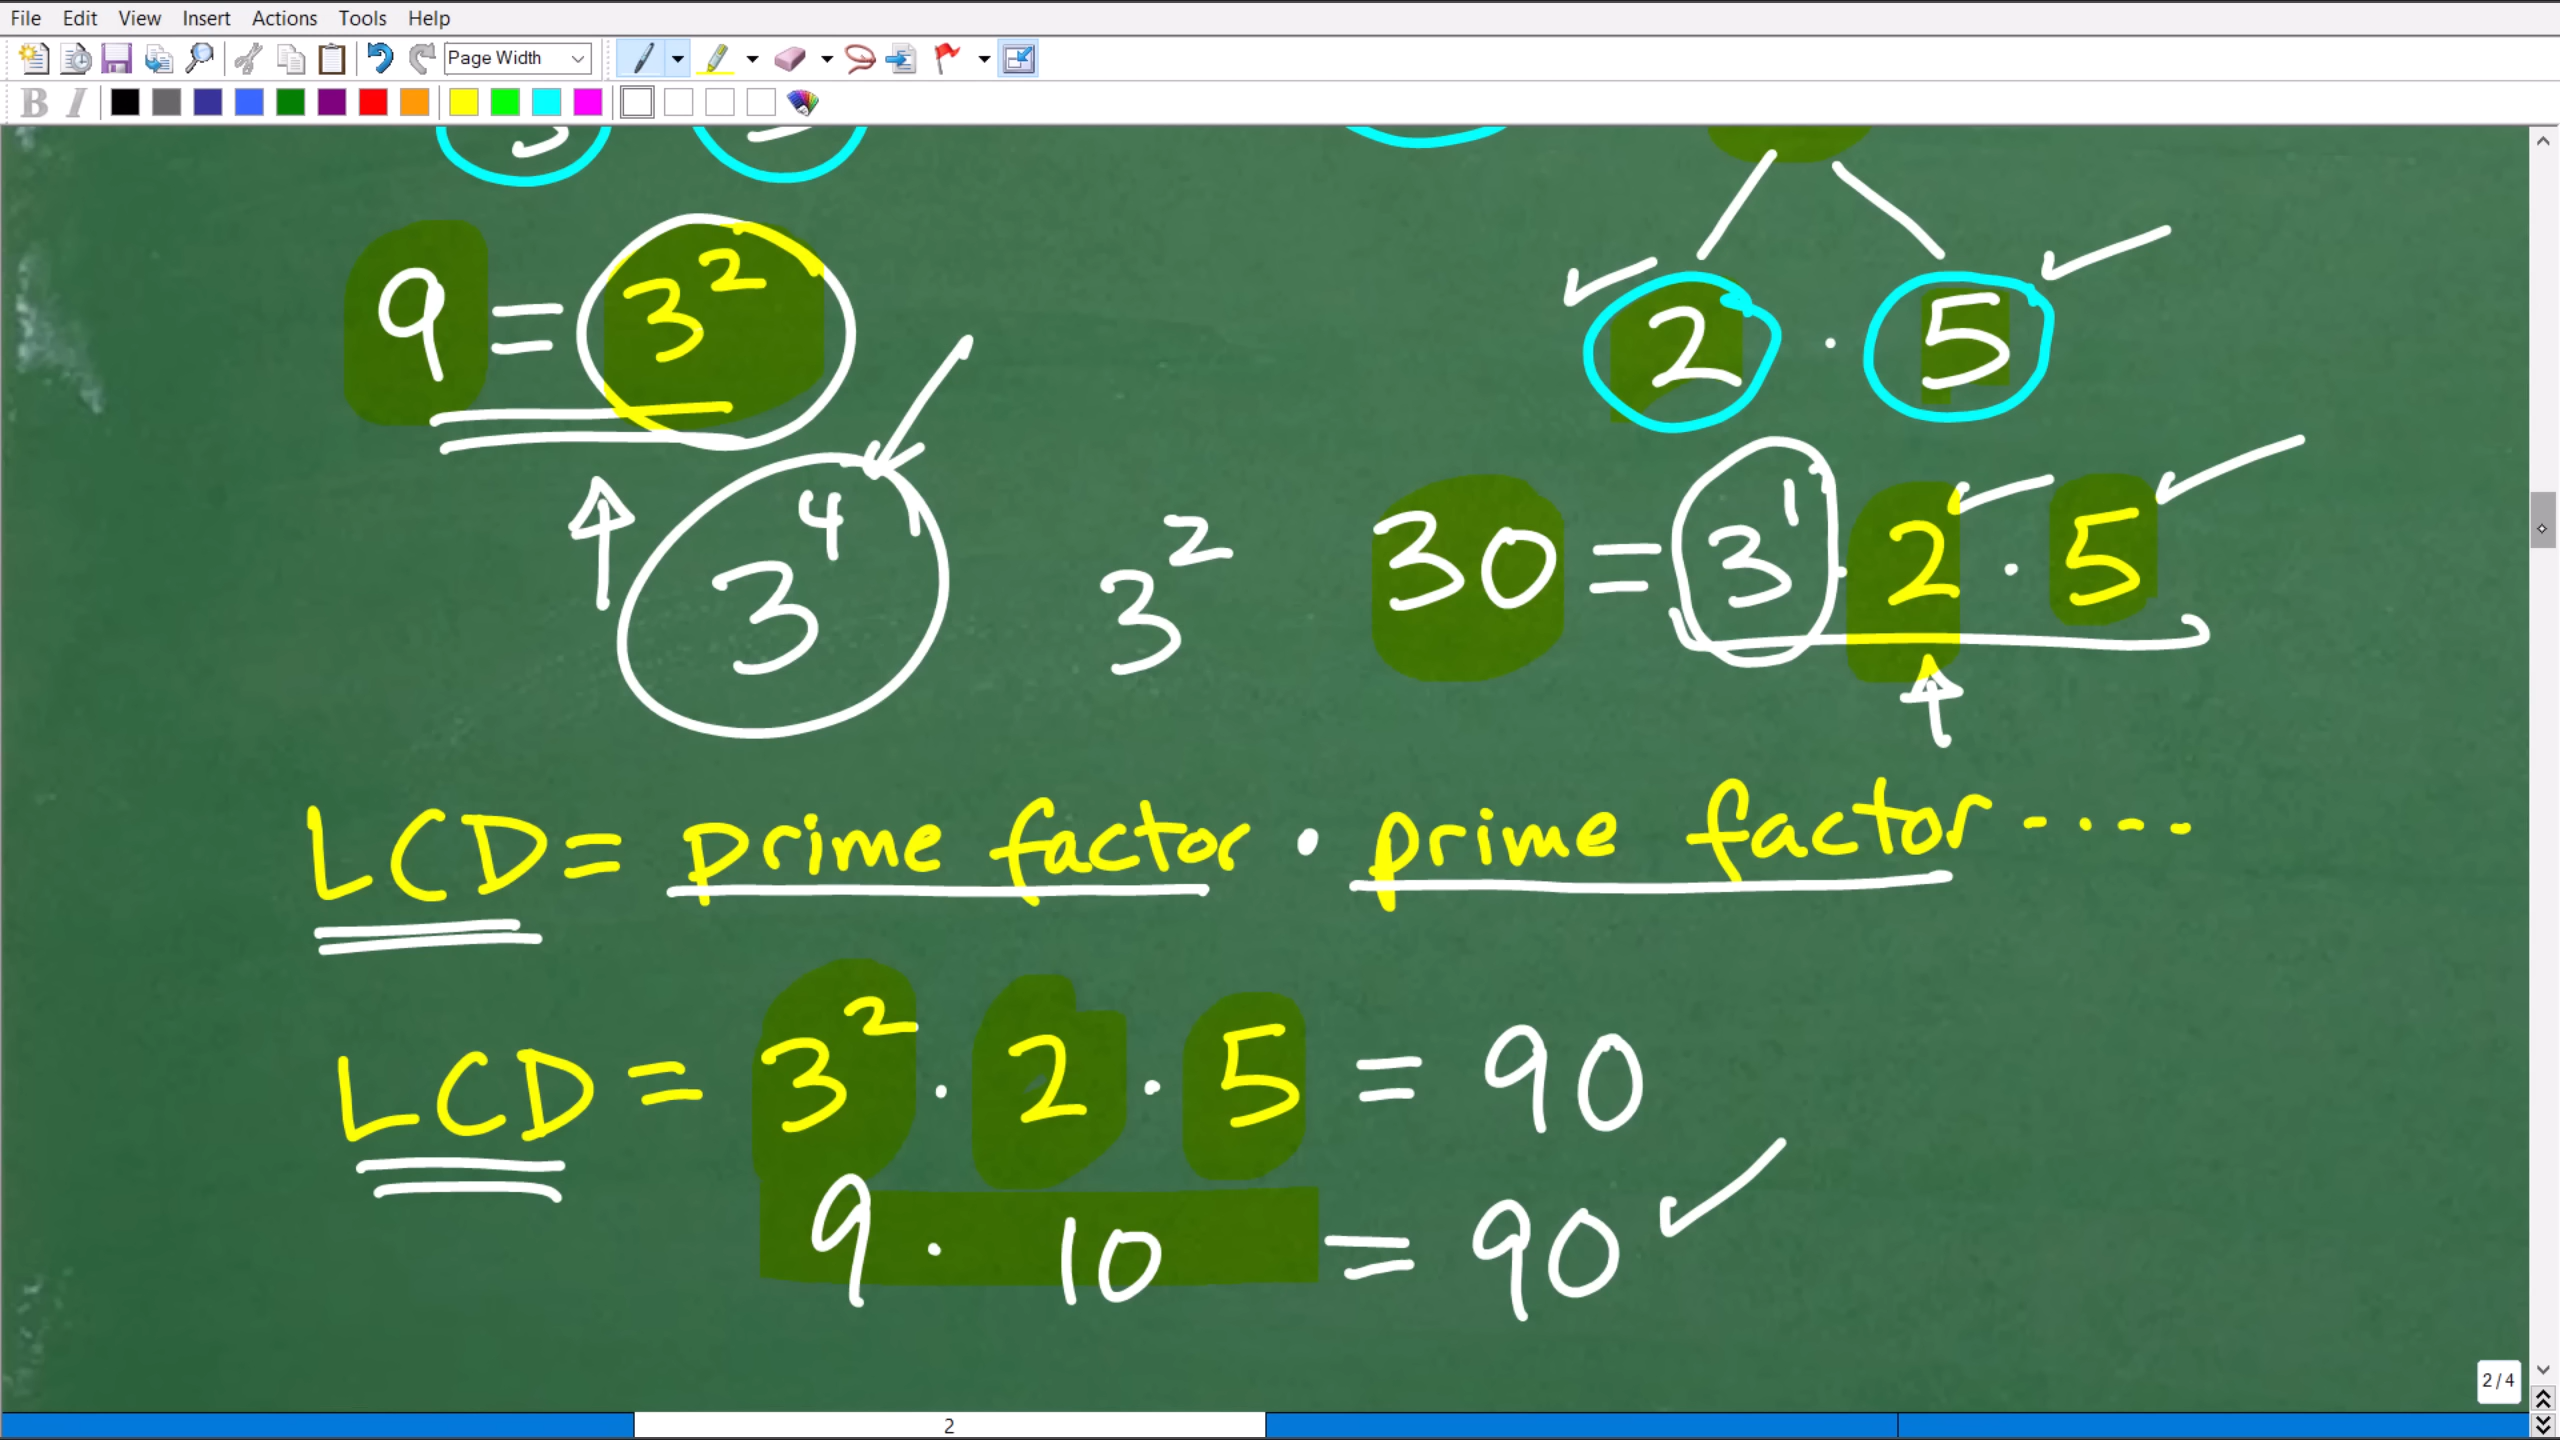 File Edit View Insert Actions Tools Help
Page Width
B I
9 = 3²
2 · 5
3⁴ 3²
30 = 3¹ · 2 · 5
LCD = prime factor · prime factor - · - -
LCD = 3² · 2 · 5 = 90
9 · 10 = 90
2 / 4
2